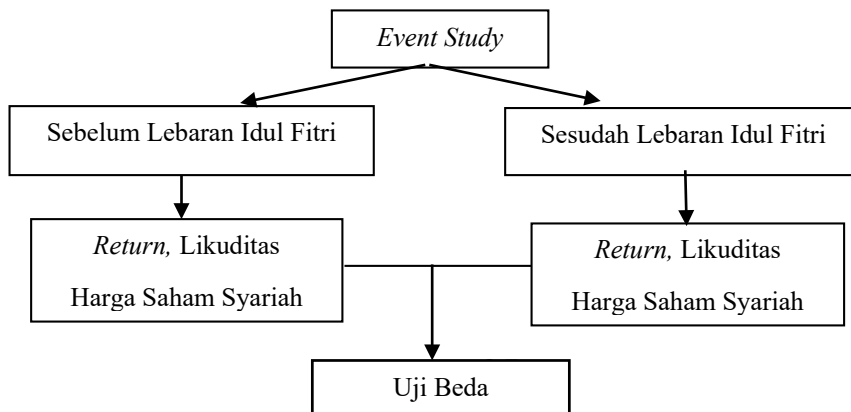 Event Study
Sebelum Lebaran Idul Fitri
Sesudah Lebaran Idul Fitri
Return, Likuditas
Harga Saham Syariah
Return, Likuditas
Harga Saham Syariah
Uji Beda